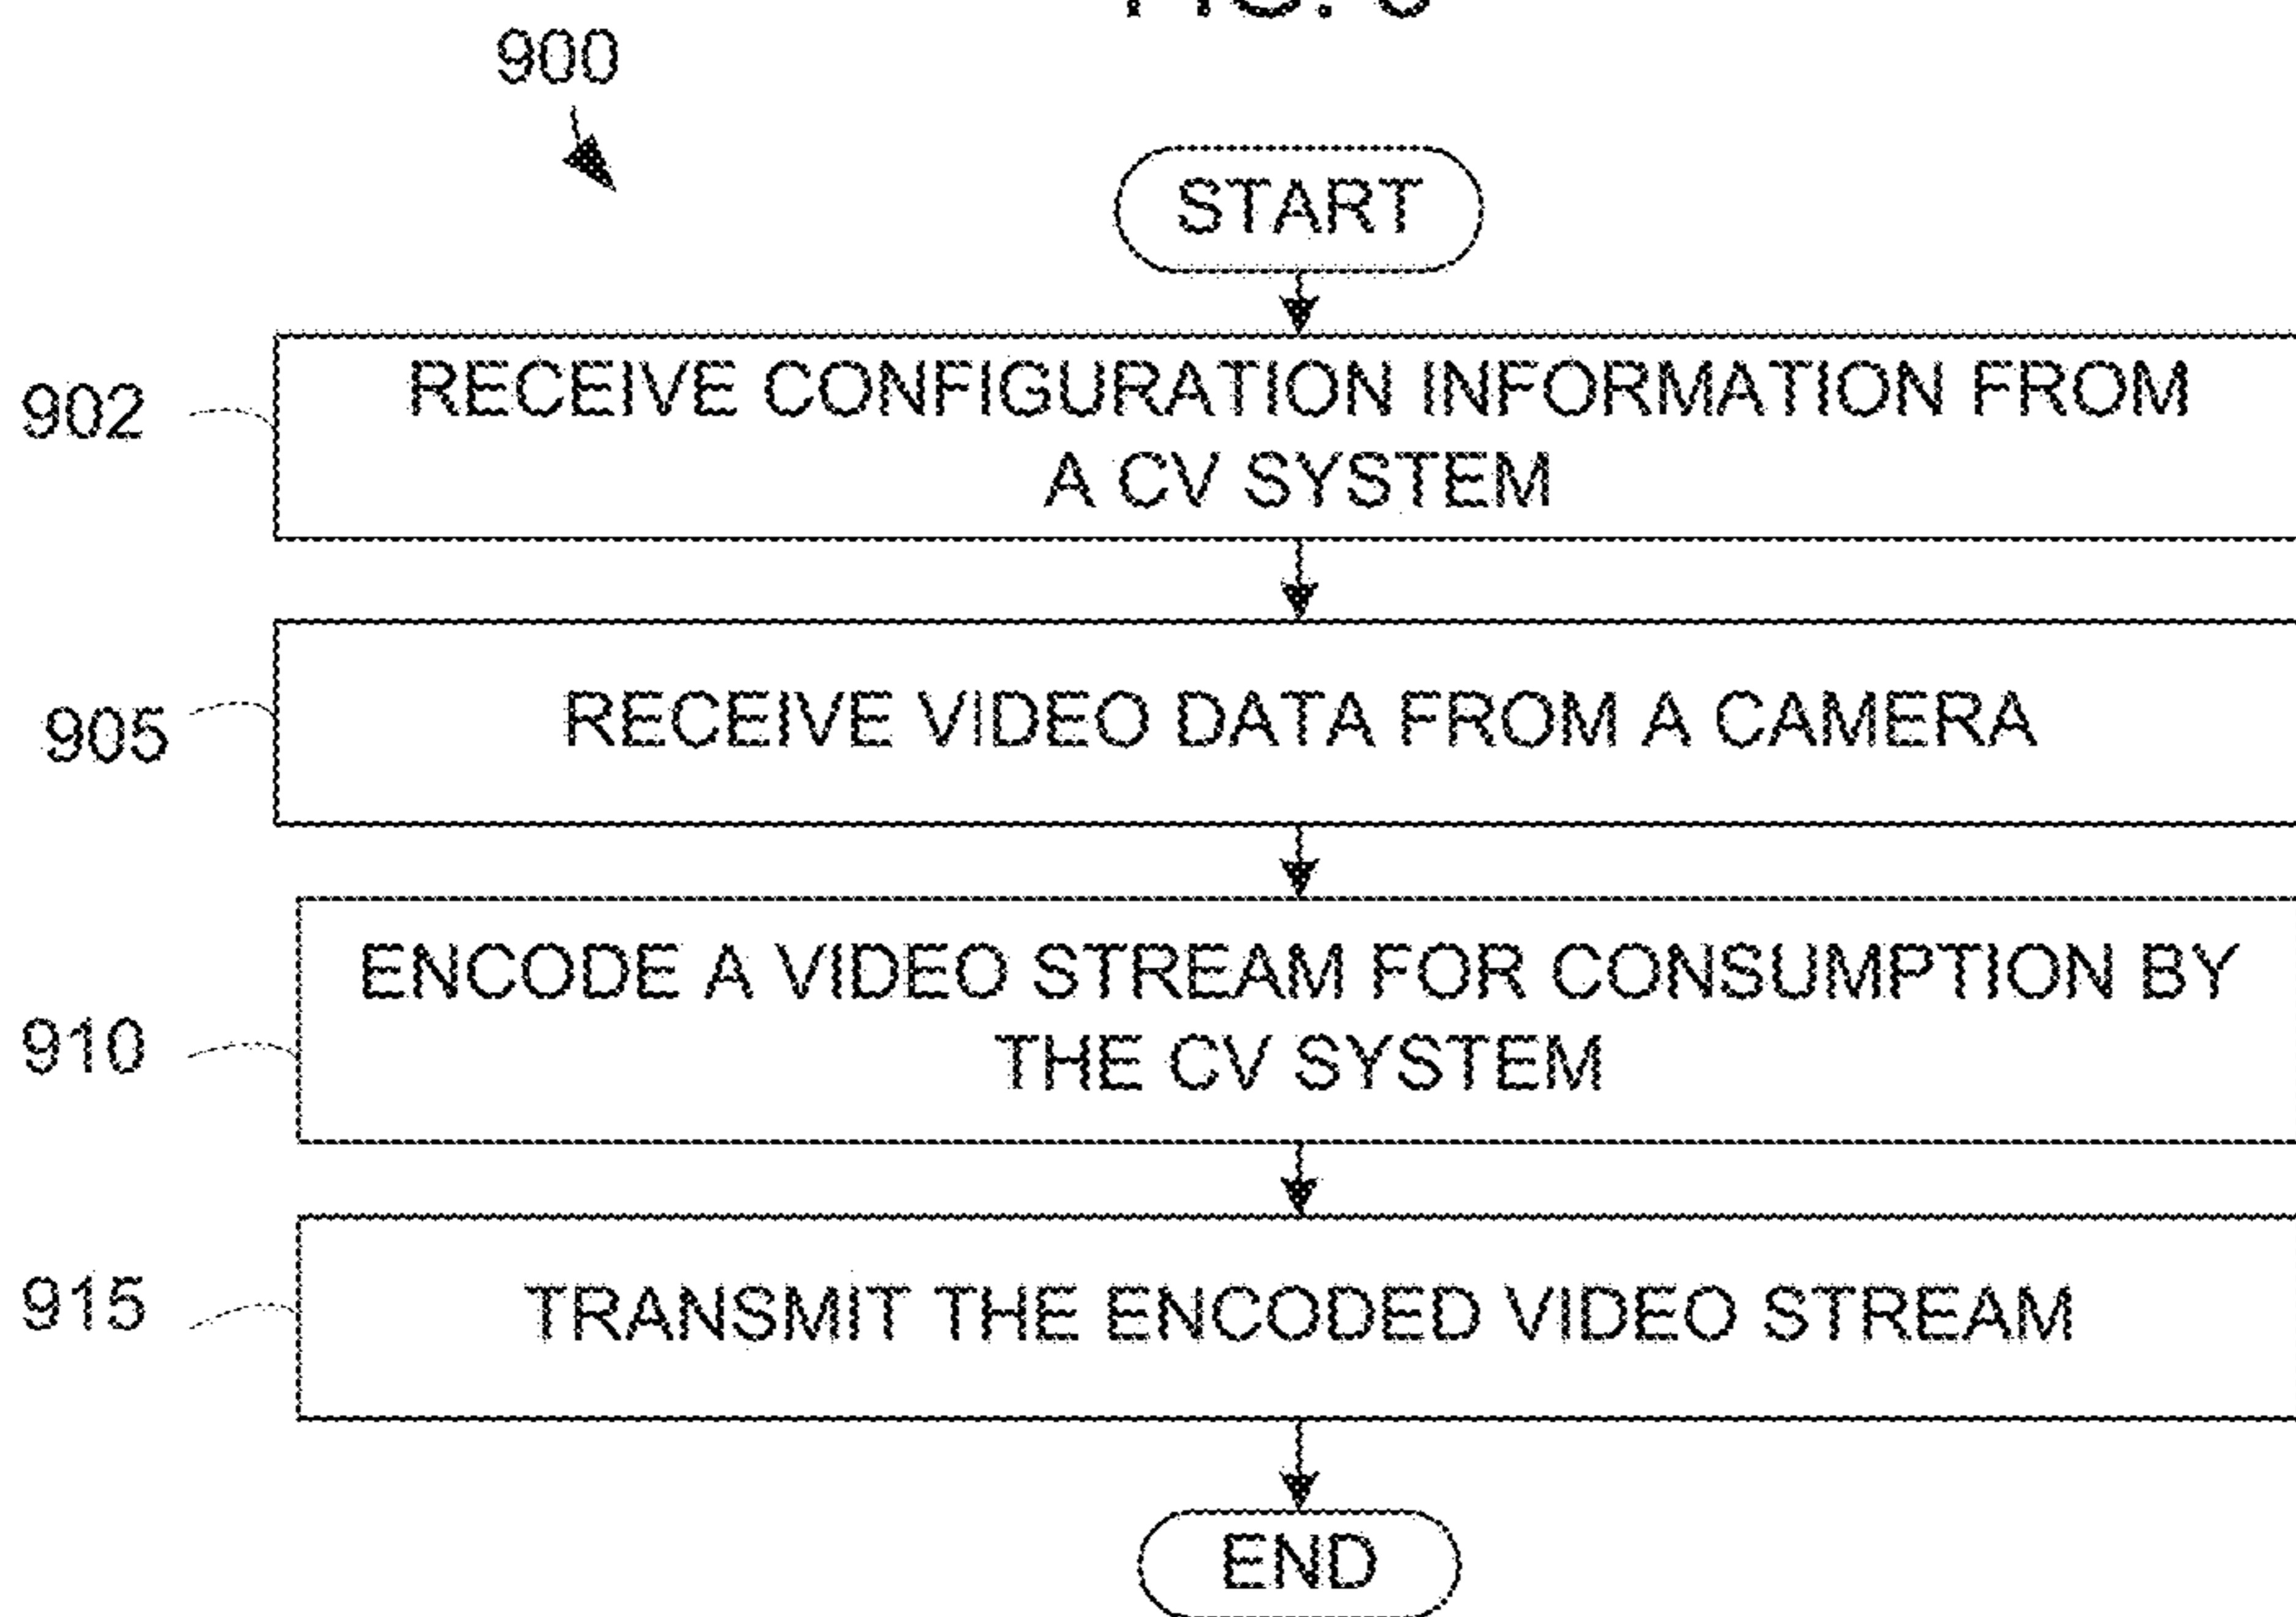 900
START
902
RECEIVE CONFIGURATION INFORMATION FROM
A CV SYSTEM
905
RECEIVE VIDEO DATA FROM A CAMERA
910
ENCODE A VIDEO STREAM FOR CONSUMPTION BY
THE CV SYSTEM
915
TRANSMIT THE ENCODED VIDEO STREAM
END